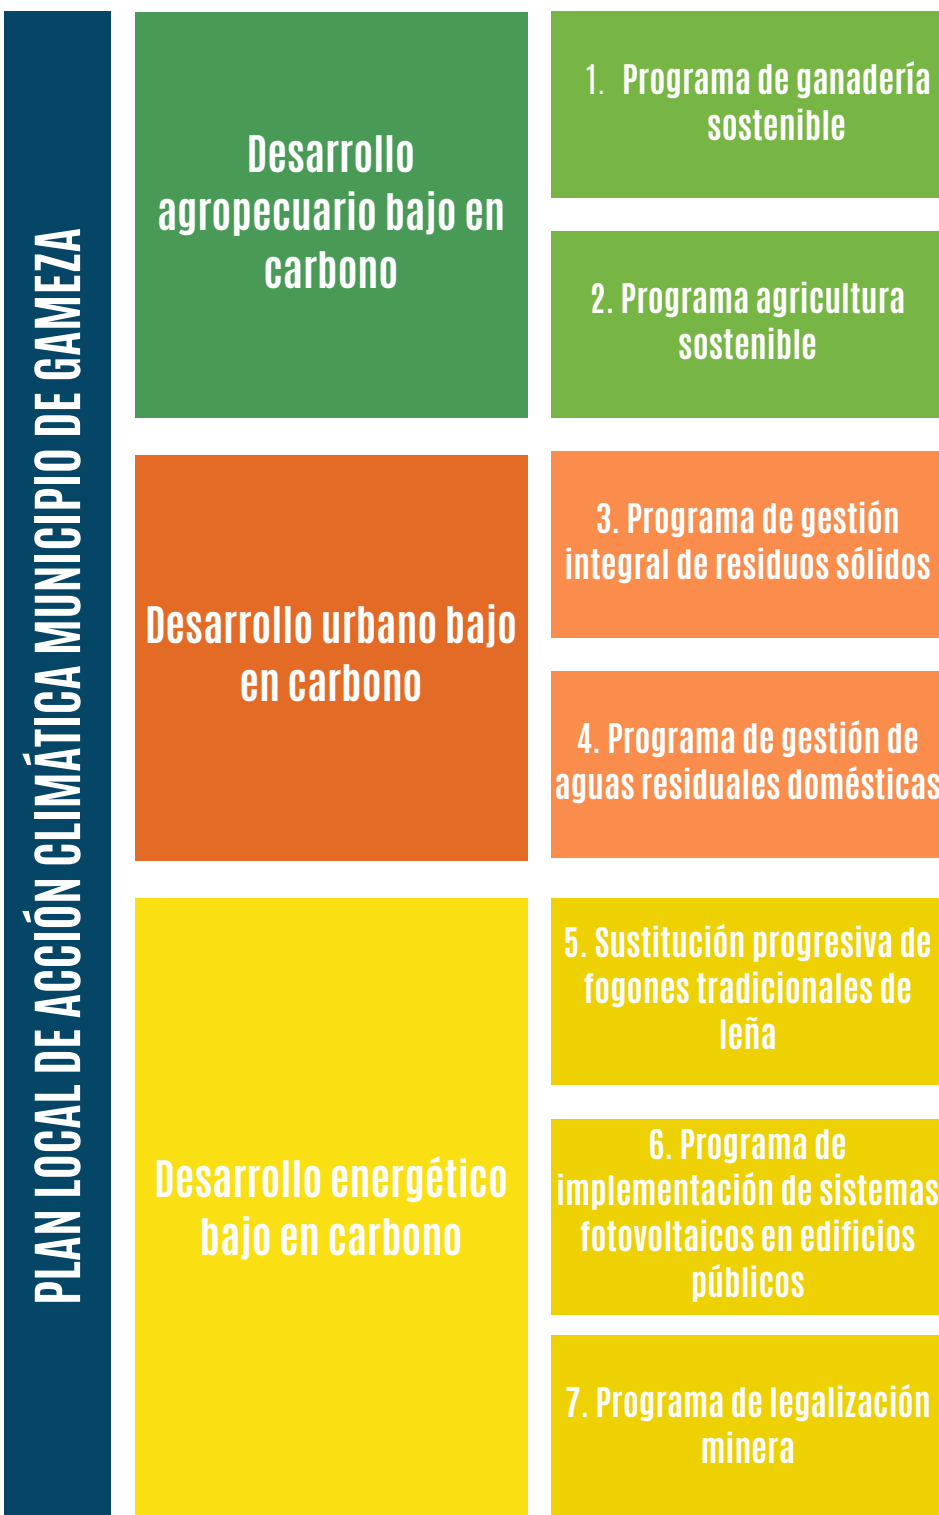 PLAN LOCAL DE ACCIÓN CLIMÁTICA MUNICIPIO DE GAMEZA
Desarrollo
agropecuario bajo en
carbono
1. Programa de ganadería
sostenible
2. Programa agricultura
sostenible
Desarrollo urbano bajo
en carbono
3. Programa de gestión
integral de residuos sólidos
4. Programa de gestión de
aguas residuales domésticas
Desarrollo energético
bajo en carbono
5. Sustitución progresiva de
fogones tradicionales de
leña
6. Programa de
implementación de sistemas
fotovoltaicos en edificios
públicos
7. Programa de legalización
minera